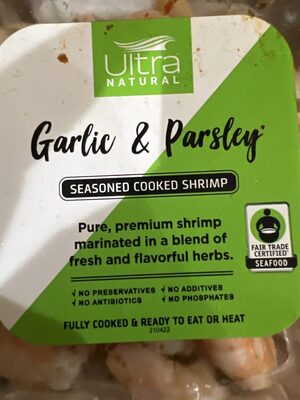 Ultra
NATURAL
Garlic & Parsley*
SEASONED COOKED SHRIMP
Pure, premium shrimp
marinated in a blend of
fresh and flavorful herbs.
√ NO PRESERVATIVES √ NO ADDITIVES
√ NO ANTIBIOTICS √ NO PHOSPHATES
FAIR TRADE
CERTIFIED
SEAFOOD
FULLY COOKED & READY TO EAT OR HEAT
210422